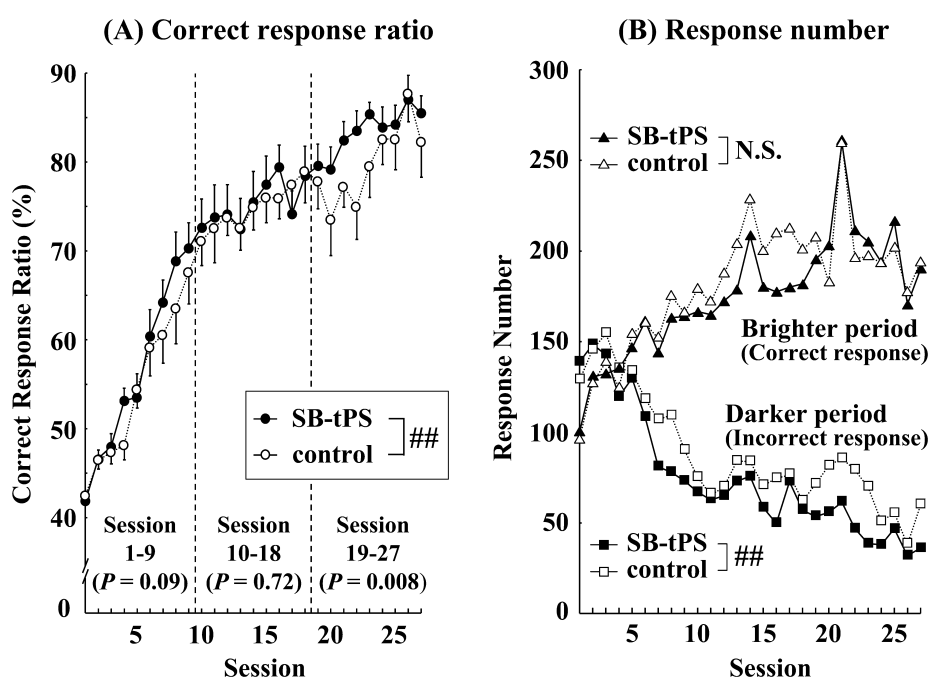 (A) Correct response ratio
Correct Response Ratio (%)
90
80
70
60
50
40
0
SB-tPS
control
##
Session
1-9
(P = 0.09)
Session
10-18
(P = 0.72)
Session
19-27
(P = 0.008)
5
10
15
20
25
Session
(B) Response number
Response Number
300
250
200
150
100
50
0
SB-tPS
control
N.S.
Brighter period
(Correct response)
Darker period
(Incorrect response)
SB-tPS
control
##
5
10
15
20
25
Session